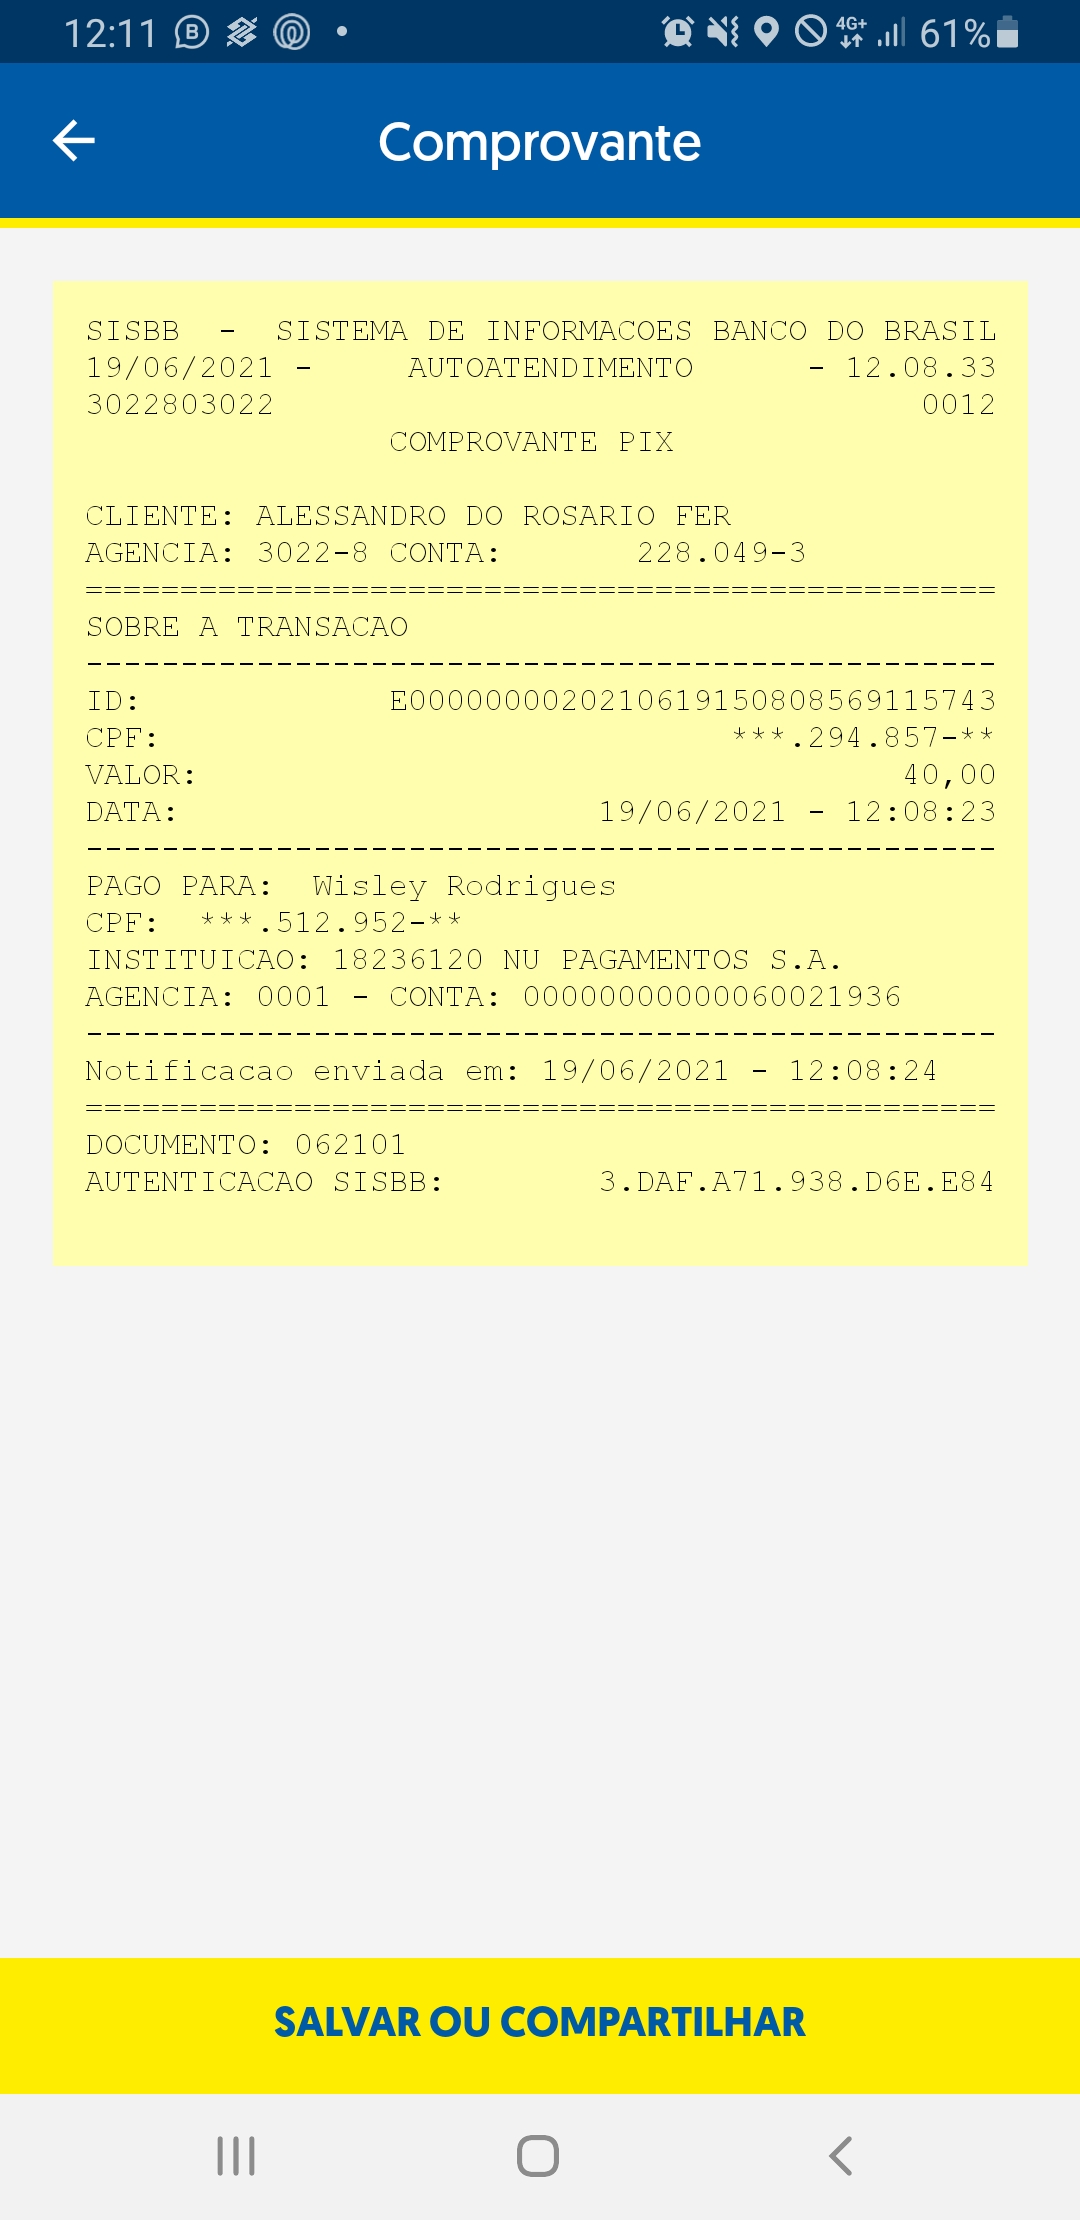 12:11 61%
4G+
Comprovante
SISBB - SISTEMA DE INFORMACOES BANCO DO BRASIL
19/06/2021 - AUTOATENDIMENTO - 12.08.33
3022803022 0012
COMPROVANTE PIX
CLIENTE: ALESSANDRO DO ROSARIO FER
AGENCIA: 3022-8 CONTA: 228.049-3
================================================
SOBRE A TRANSACAO
------------------------------------------------
ID: E0000000020210619150808569115743
CPF: ***.294.857-**
VALOR: 40,00
DATA: 19/06/2021 - 12:08:23
------------------------------------------------
PAGO PARA: Wisley Rodrigues
CPF: ***.512.952-**
INSTITUICAO: 18236120 NU PAGAMENTOS S.A.
AGENCIA: 0001 - CONTA: 00000000000060021936
------------------------------------------------
Notificacao enviada em: 19/06/2021 - 12:08:24
================================================
DOCUMENTO: 062101
AUTENTICACAO SISBB: 3.DAF.A71.938.D6E.E84
SALVAR OU COMPARTILHAR